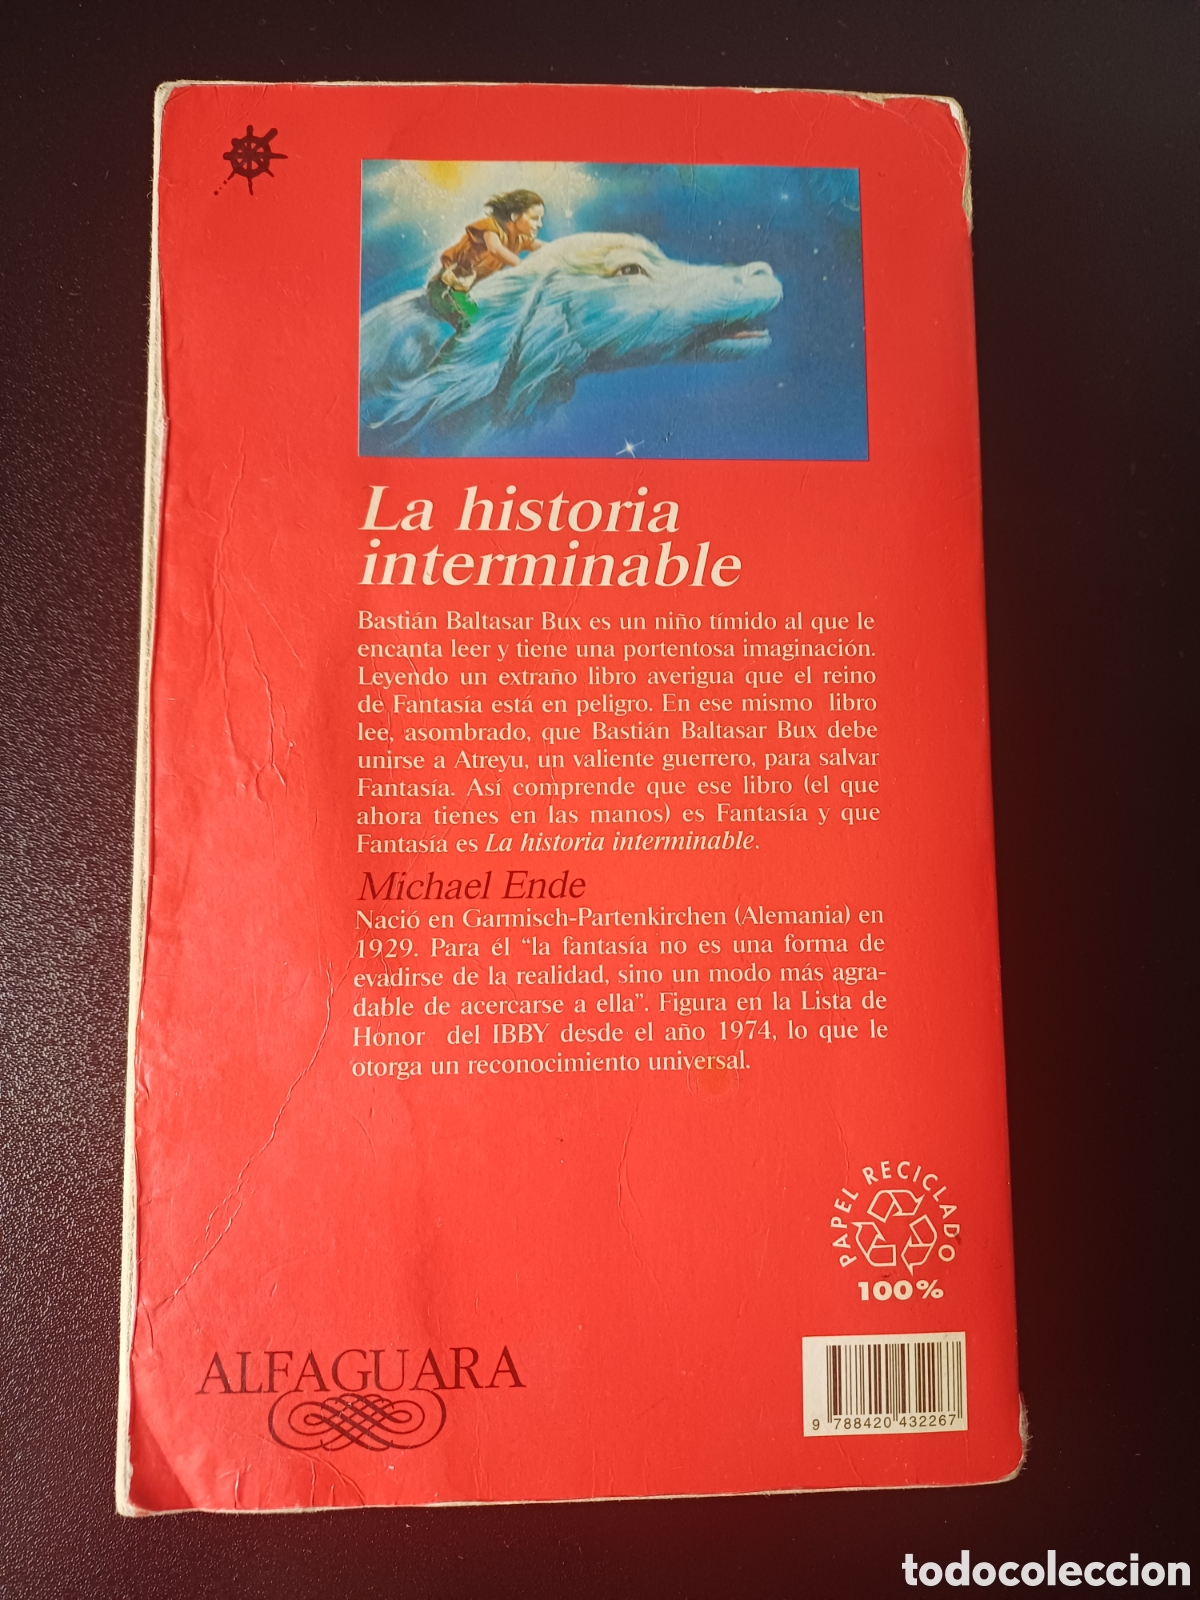 La historia
interminable
Bastián Baltasar Bux es un niño tímido al que le
encanta leer y tiene una portentosa imaginación.
Leyendo un extraño libro averigua que el reino
de Fantasía está en peligro. En ese mismo libro
lee, asombrado, que Bastián Baltasar Bux debe
unirse a Atreyu, un valiente guerrero, para salvar
Fantasía. Así comprende que ese libro (el que
ahora tienes en las manos) es Fantasía y que
Fantasía es La historia interminable.
Michael Ende
Nació en Garmisch-Partenkirchen (Alemania) en
1929. Para él “la fantasía no es una forma de
evadirse de la realidad, sino un modo más agra-
dable de acercarse a ella”. Figura en la Lista de
Honor del IBBY desde el año 1974, lo que le
otorga un reconocimiento universal.
PAPEL RECICLADO
100%
ALFAGUARA
9 788420 432267
todocoleccion